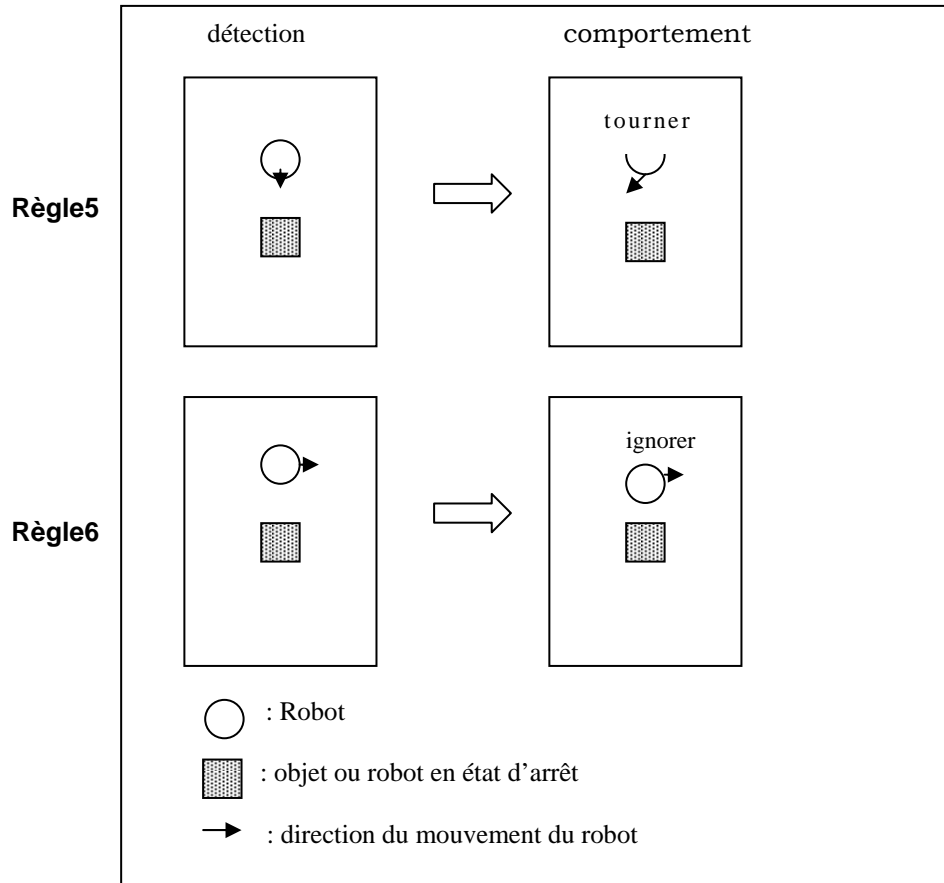 détection comportement
tourner
Règle5
ignorer
Règle6
: Robot
: objet ou robot en état d’arrêt
: direction du mouvement du robot